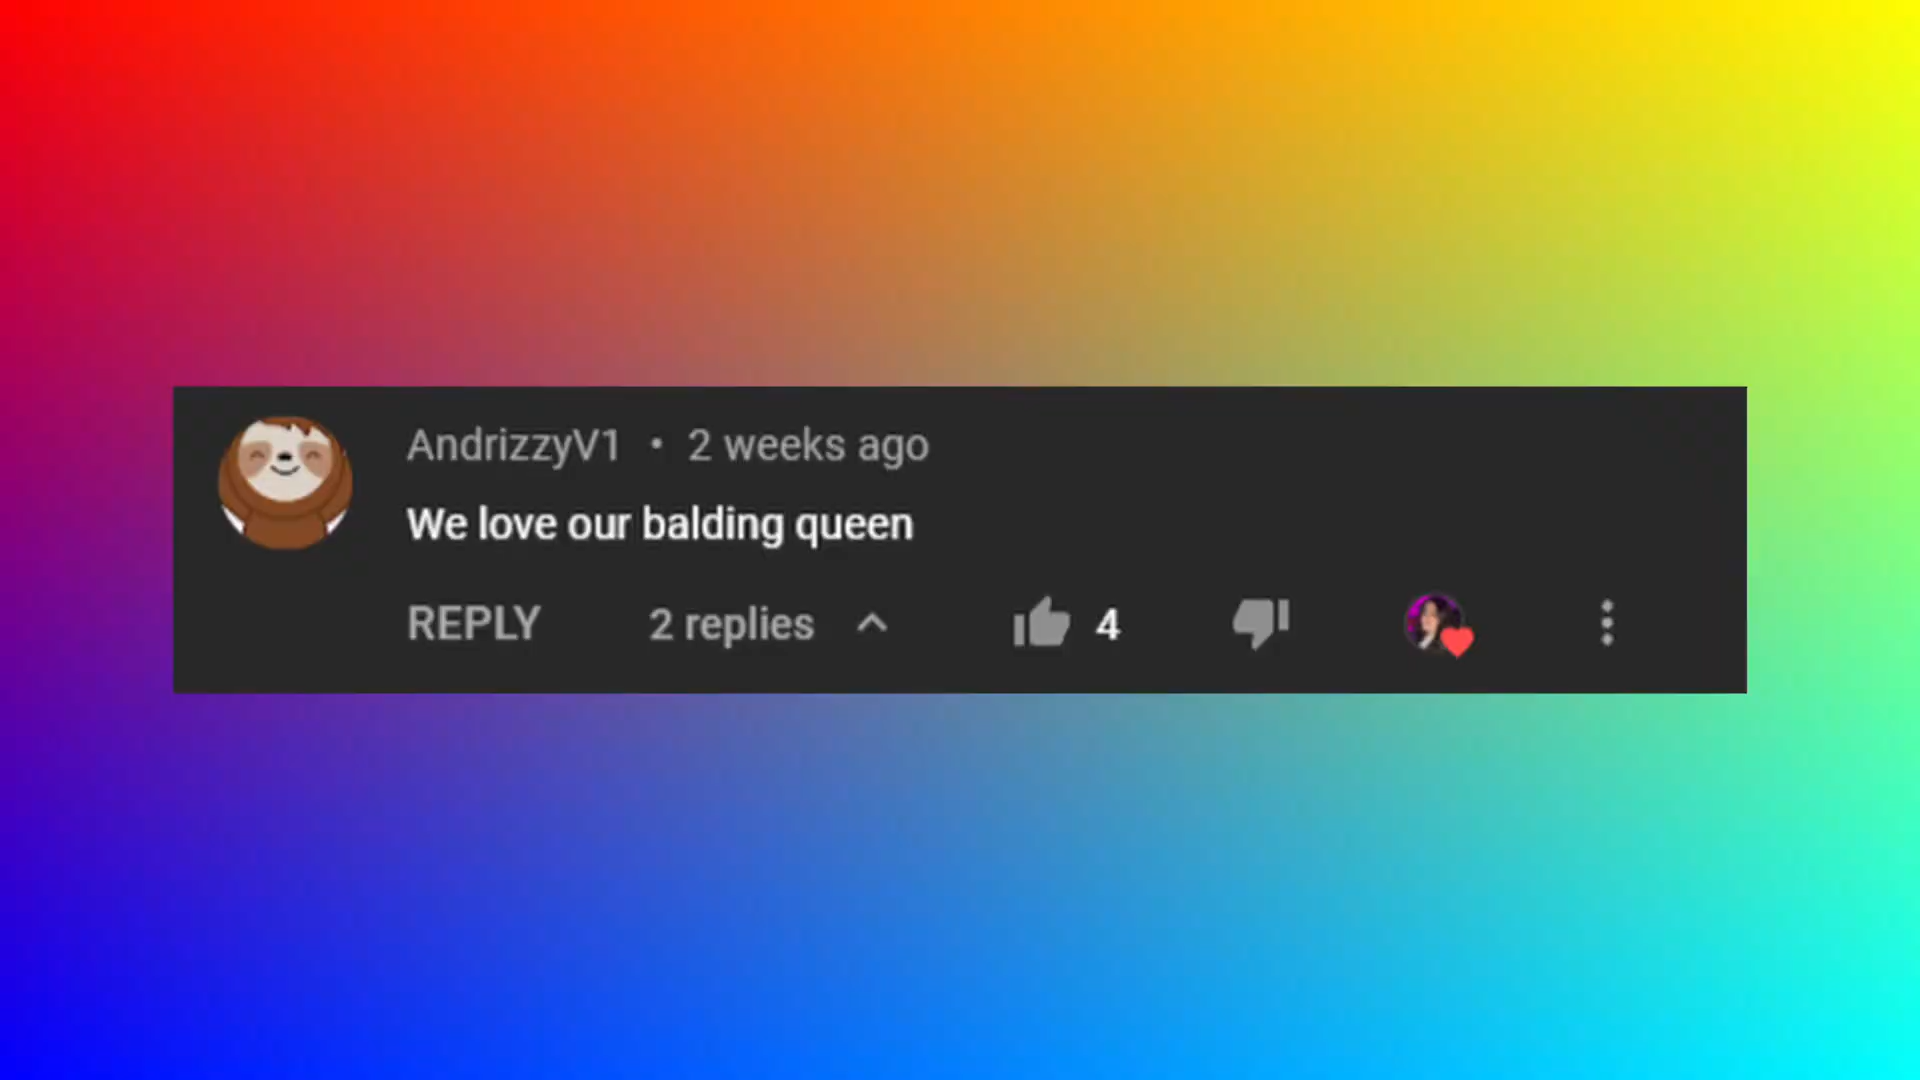 AndrizzyV1 • 2 weeks ago
We love our balding queen
REPLY 2 replies 4